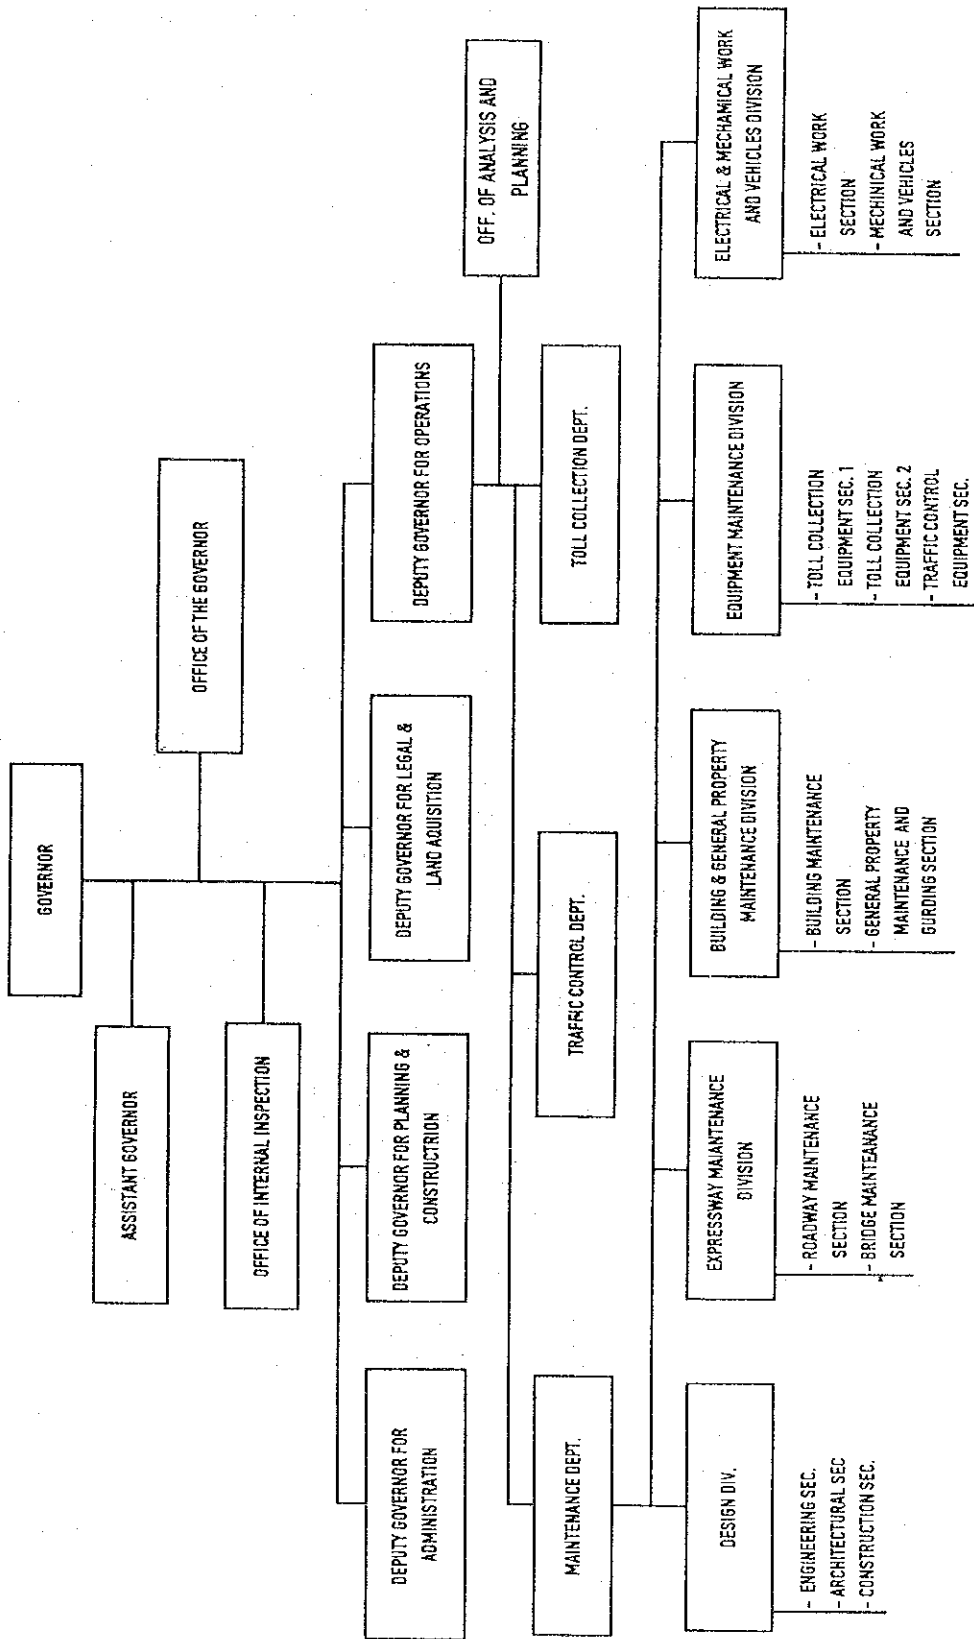 GOVERNOR
ASSISTANT GOVERNOR
OFFICE OF THE GOVERNOR
OFFICE OF INTERNAL INSPECTION
DEPUTY GOVERNOR FOR
ADMINISTRATION
DEPUTY GOVERNOR FOR PLANNING &
CONSTRUCTRION
DEPUTY GOVERNOR FOR LEGAL &
LAND AQUISITION
DEPUTY GOVERNOR FOR OPERATIONS
OFF. OF ANALYSIS AND
PLANNING
MAINTENANCE DEPT.
TRAFFIC CONTROL DEPT.
TOLL COLLECTION DEPT.
DESIGN DIV.
EXPRESSWAY MAIANTENANCE
DIVISION
BUILDING & GENERAL PROPERTY
MAINTENANCE DIVISION
EQUIPMENT MAINTENANCE DIVISION
ELECTRICAL & MECHAMICAL WORK
AND VEHICLES DIVISION
- ENGINEERING SEC.
- ARCHITECTURAL SEC
- CONSTRUCTION SEC.
- ROADWAY MAINTENANCE
SECTION
- BRIDGE MAINTEANANCE
SECTION
- BUILDING MAINTENANCE
SECTION
- GENERAL PROPERTY
MAINTENANCE AND
GURDING SECTION
- TOLL COLLECTION
EQUIPMENT SEC. 1
- TOLL COLLECTION
EQUIPMENT SEC. 2
- TRAFFIC CONTROL
EQUIPMENT SEC.
- ELECTRICAL WORK
SECTION
- MECHINICAL WORK
AND VEHICLES
SECTION